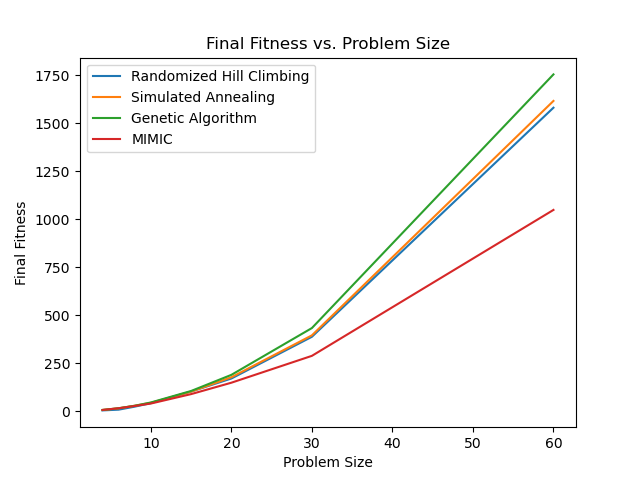 Final Fitness vs. Problem Size
Randomized Hill Climbing
Simulated Annealing
Genetic Algorithm
MIMIC
Final Fitness
1750
1500
1250
1000
750
500
250
0
10 20 30 40 50 60
Problem Size